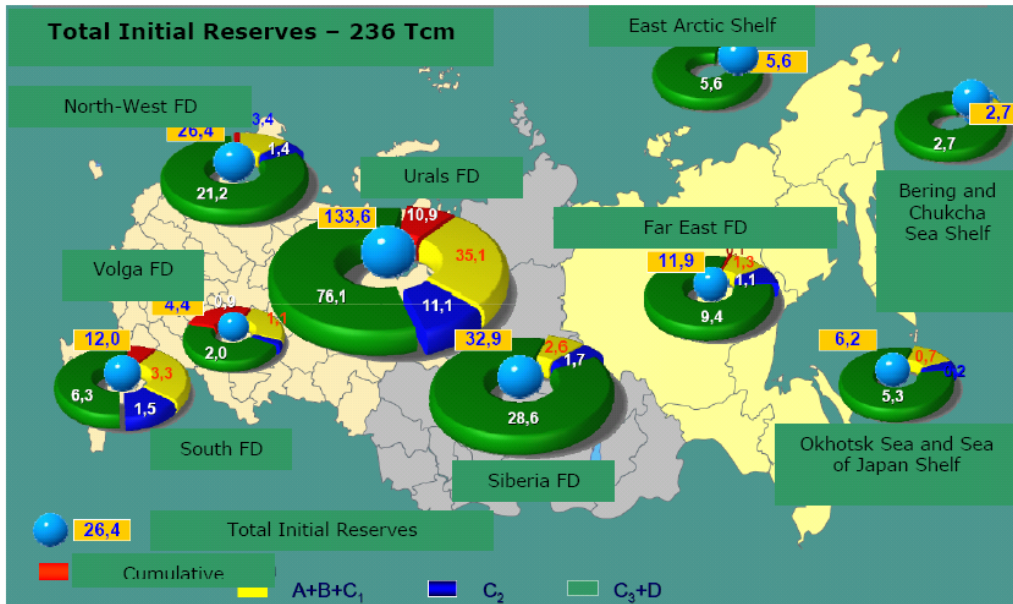 Total Initial Reserves – 236 Tcm
East Arctic Shelf
5,6
5,6
North-West FD
26,4
3,4
1,4
21,2
2,7
2,7
Bering and
Chukcha
Sea Shelf
Urals FD
133,6
10,9
35,1
76,1
11,1
Far East FD
11,9
1,3
1,1
9,4
Volga FD
4,4
0,9
1,1
2,0
12,0
3,3
6,3
1,5
South FD
32,9
2,6
1,7
28,6
Siberia FD
6,2
0,7
0,2
5,3
Okhotsk Sea and Sea
of Japan Shelf
26,4
Total Initial Reserves
Cumulative
A+B+C₁
C₂
C₃+D